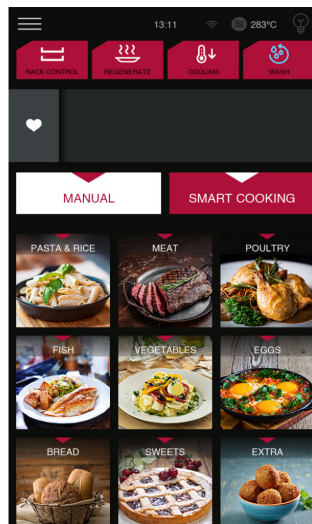 13:11 283°C
RACK CONTROL REGENERATE COOLING WASH
MANUAL SMART COOKING
PASTA & RICE MEAT POULTRY
FISH VEGETABLES EGGS
BREAD SWEETS EXTRA